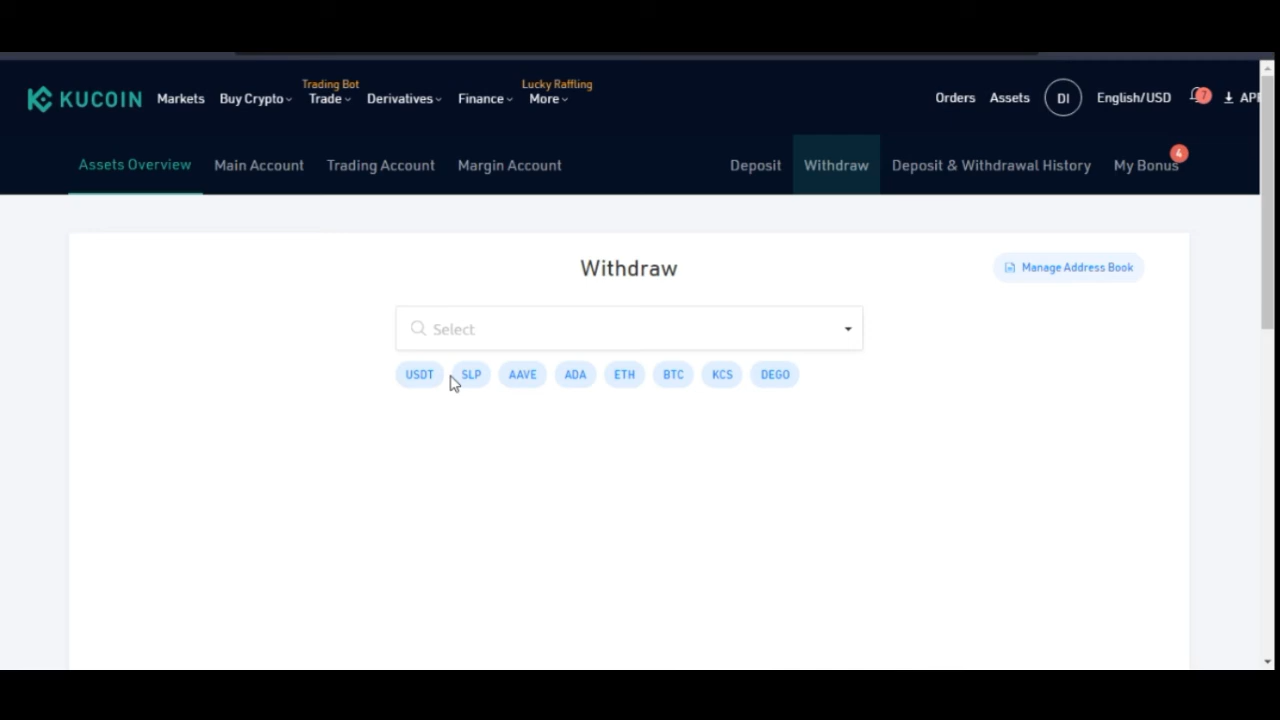 Trading Bot
Lucky Raffling
KUCOIN Markets Buy Crypto Trade Derivatives Finance More Orders Assets DI English/USD 7
Assets Overview Main Account Trading Account Margin Account Deposit Withdraw Deposit & Withdrawal History My Bonus 4
Withdraw
Manage Address Book
Select
USDT SLP AAVE ADA ETH BTC KCS DEGO